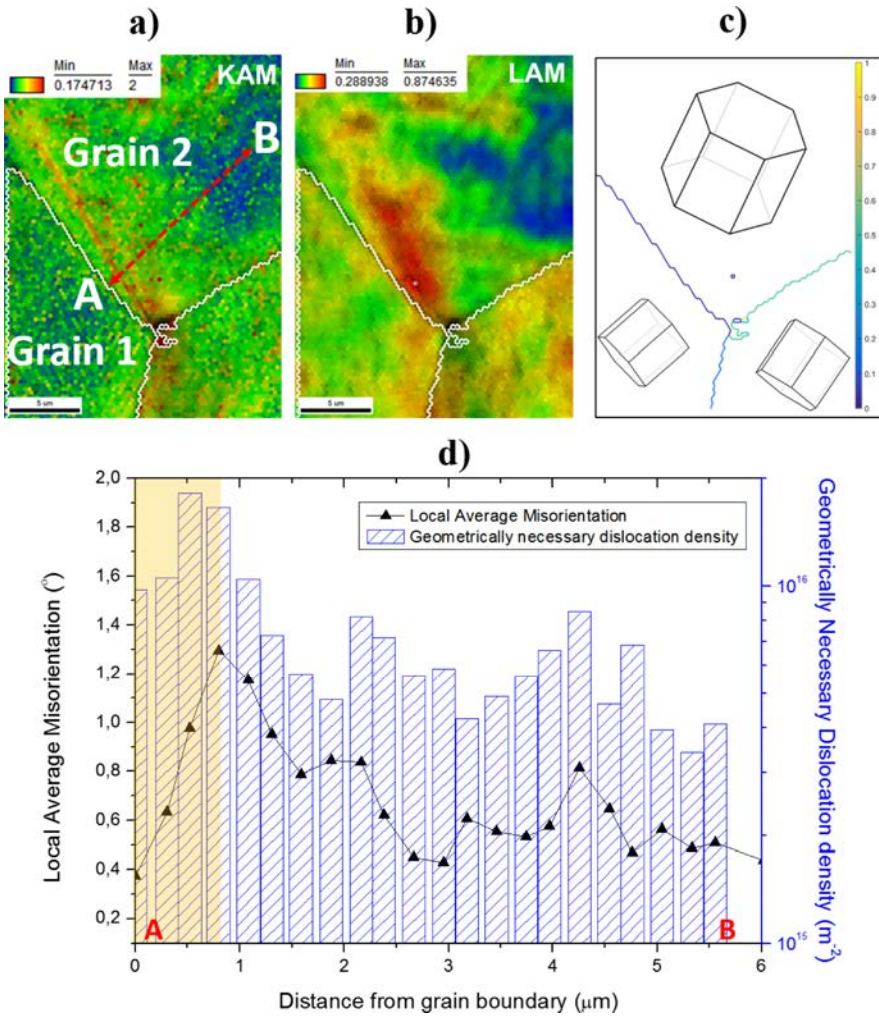 a)
b)
c)
Min
Max
0.174713
2
KAM
Grain 2
B
A
Grain 1
5 um
Min
Max
0.288938
0.874635
LAM
5 um
1
0.9
0.8
0.7
0.6
0.5
0.4
0.3
0.2
0.1
0
d)
Local Average Misorientation (°)
2,0
1,8
1,6
1,4
1,2
1,0
0,8
0,6
0,4
0,2
Local Average Misorientation
Geometrically necessary dislocation density
A
B
0
1
2
3
4
5
6
Distance from grain boundary (μm)
10¹⁶
10¹⁵
Geometrically Necessary Dislocation density (m⁻²)